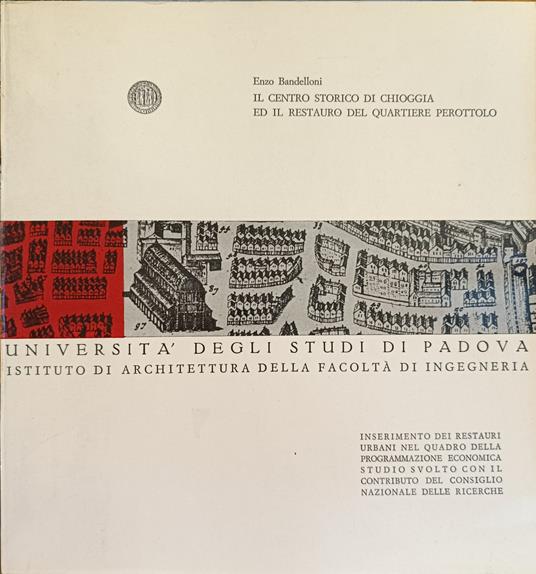 Enzo Bandelloni
IL CENTRO STORICO DI CHIOGGIA
ED IL RESTAURO DEL QUARTIERE PEROTTOLO
37
37
UNIVERSITA' DEGLI STUDI DI PADOVA
ISTITUTO DI ARCHITETTURA DELLA FACOLTÀ DI INGEGNERIA
INSERIMENTO DEI RESTAURI
URBANI NEL QUADRO DELLA
PROGRAMMAZIONE ECONOMICA
STUDIO SVOLTO CON IL
CONTRIBUTO DEL CONSIGLIO
NAZIONALE DELLE RICERCHE